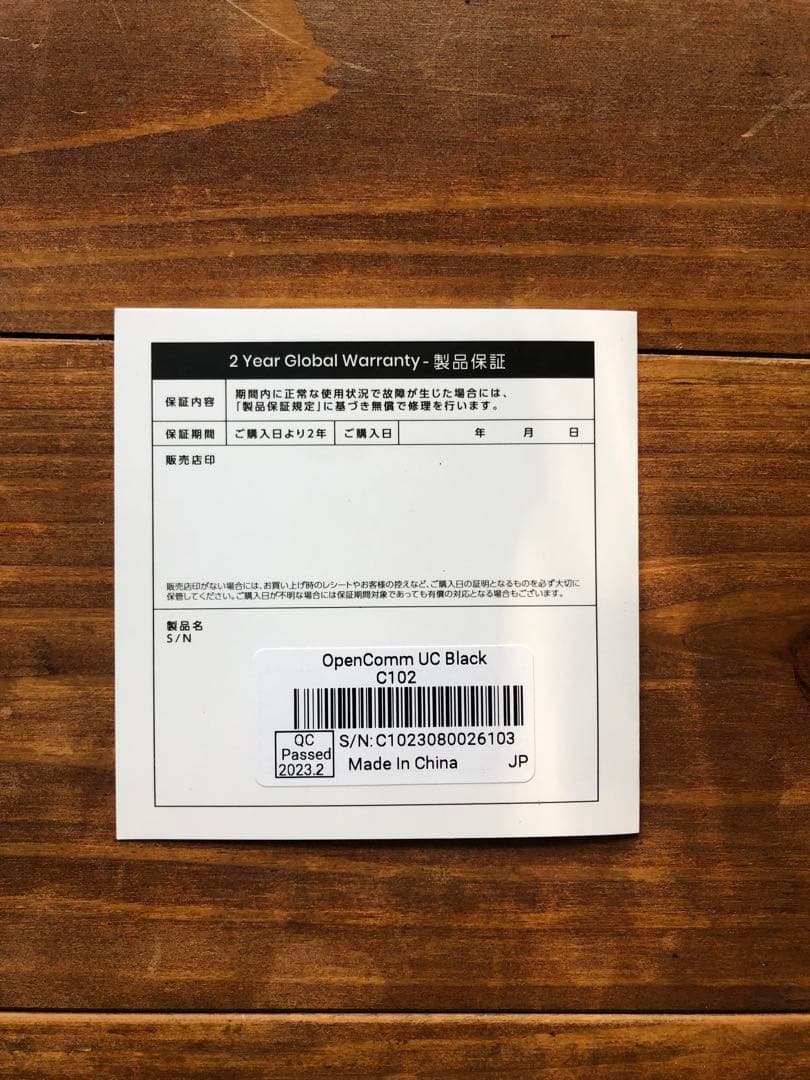 2 Year Global Warranty - 製品保証
保証内容
期間内に正常な使用状況で故障が生じた場合には、
「製品保証規定」に基づき無償で修理を行います。
保証期間 ご購入日より2年 ご購入日 年 月 日
販売店印
販売店印がない場合には、お買い上げ時のレシートやお客様の控えなど、ご購入日の証明となるものを必ず大切に
保管してください。ご購入日が不明な場合には保証期間対象であっても有償の対応となる場合もございます。
製品名
S/N
OpenComm UC Black
C102
QC
Passed
2023.2
S/N:C1023080026103
Made In China JP